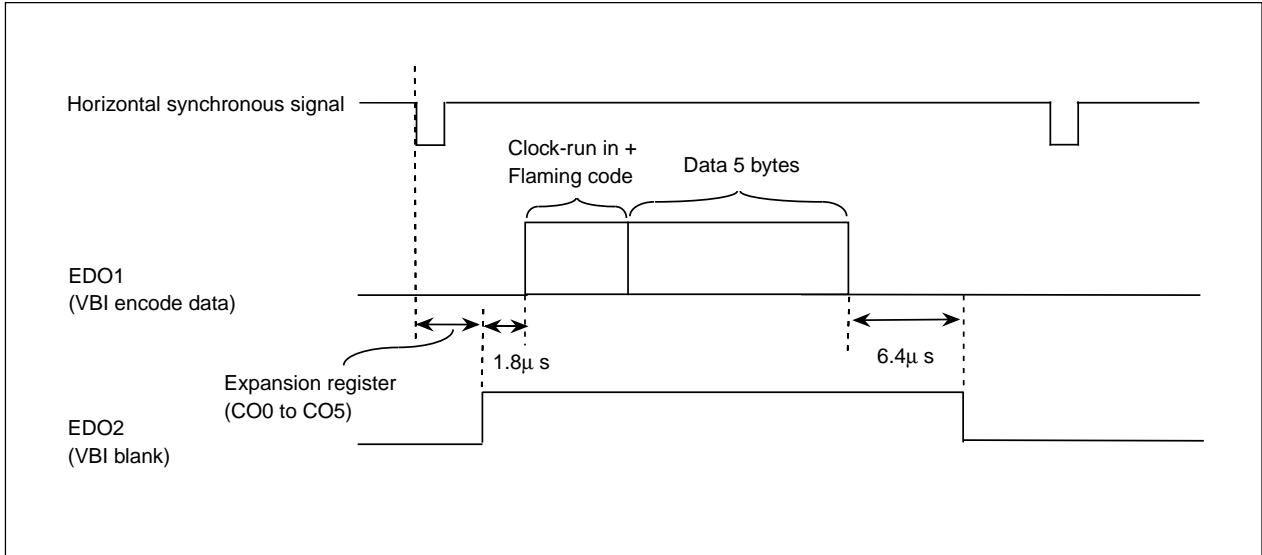 Horizontal synchronous signal
Clock-run in +
Flaming code
Data 5 bytes
EDO1
(VBI encode data)
1.8μ s
6.4μ s
Expansion register
(CO0 to CO5)
EDO2
(VBI blank)